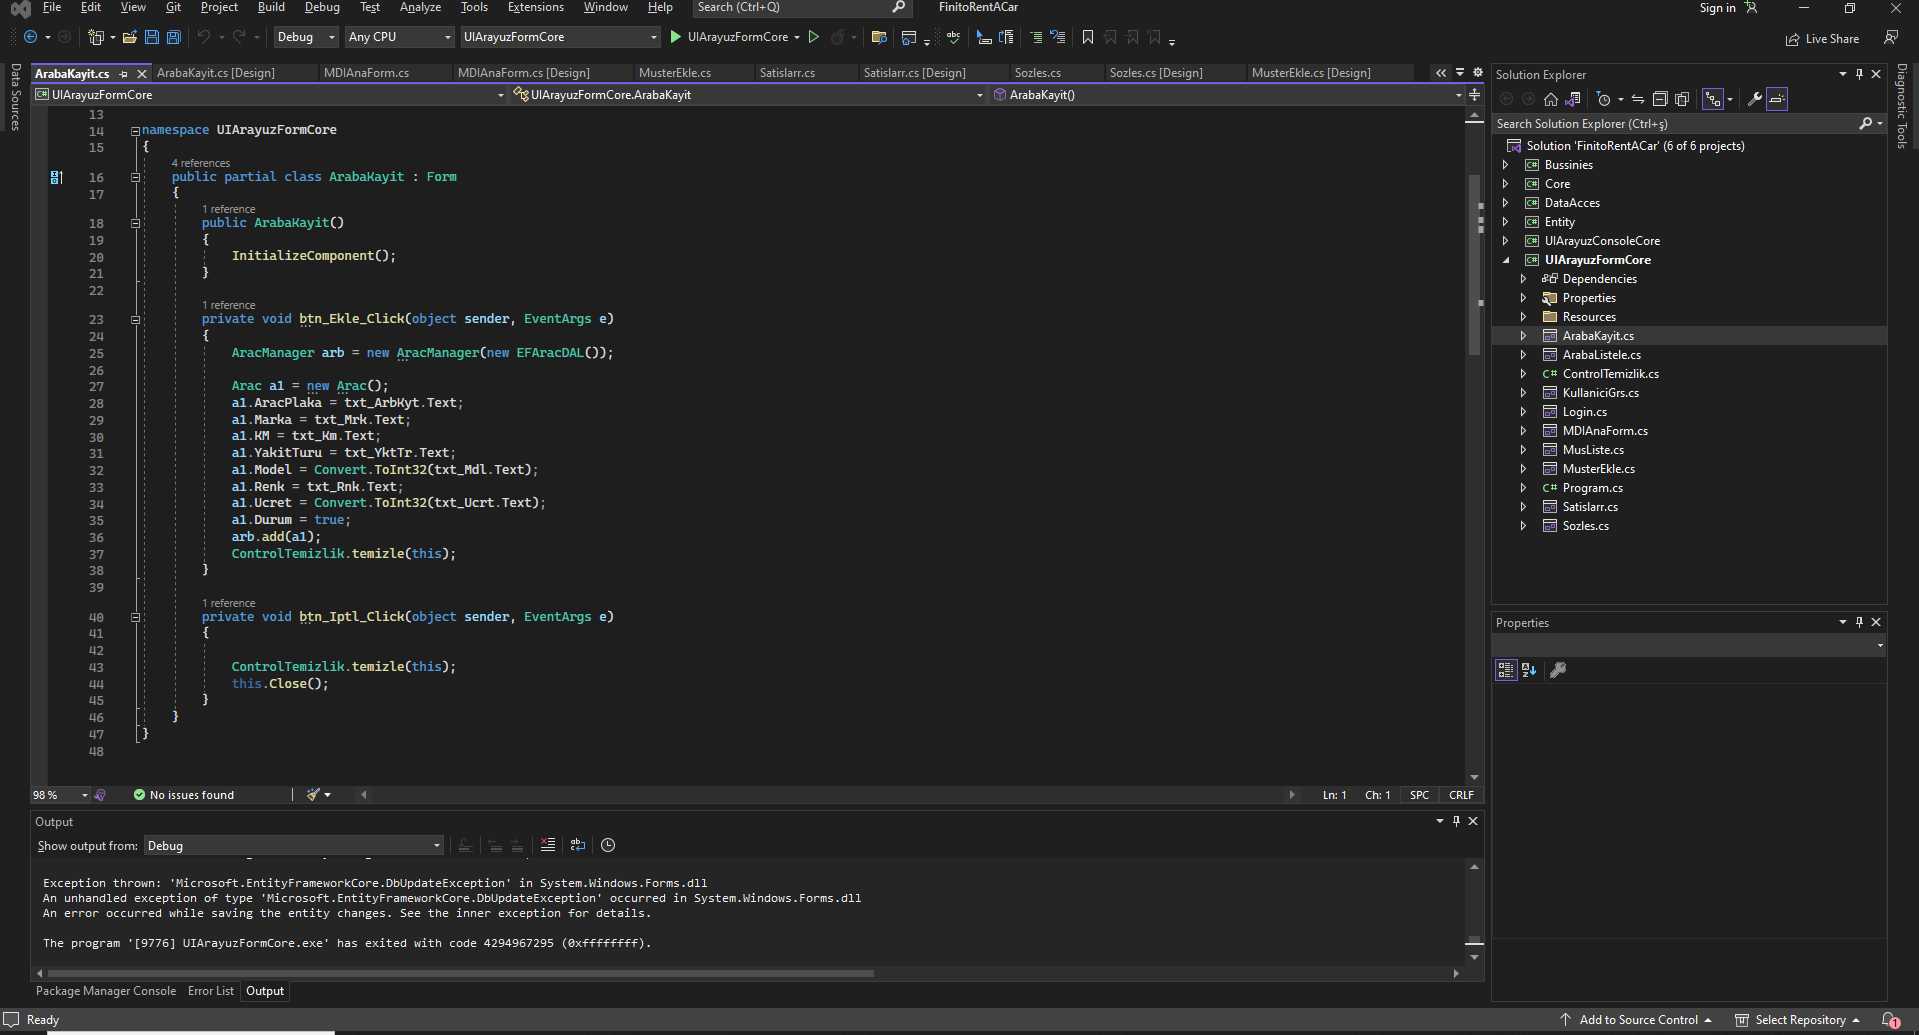 File Edit View Git Project Build Debug Test Analyze Tools Extensions Window Help Search (Ctrl+Q) FinitoRentACar Sign in
Debug Any CPU UIArayuzFormCore UIArayuzFormCore Live Share
Data Sources
ArabaKayit.cs ArabaKayit.cs [Design] MDIAnaForm.cs MDIAnaForm.cs [Design] MusterEkle.cs Satislarr.cs Satislarr.cs [Design] Sozles.cs Sozles.cs [Design] MusterEkle.cs [Design]
UIArayuzFormCore UIArayuzFormCore.ArabaKayit ArabaKayit()
13
14 namespace UIArayuzFormCore
15 {
4 references
16 public partial class ArabaKayit : Form
17 {
1 reference
18 public ArabaKayit()
19 {
20 InitializeComponent();
21 }
22
1 reference
23 private void btn_Ekle_Click(object sender, EventArgs e)
24 {
25 AracManager arb = new AracManager(new EFAracDAL());
26
27 Arac a1 = new Arac();
28 a1.AracPlaka = txt_ArbKyt.Text;
29 a1.Marka = txt_Mrk.Text;
30 a1.KM = txt_Km.Text;
31 a1.YakitTuru = txt_YktTr.Text;
32 a1.Model = Convert.ToInt32(txt_Mdl.Text);
33 a1.Renk = txt_Rnk.Text;
34 a1.Ucret = Convert.ToInt32(txt_Ucrt.Text);
35 a1.Durum = true;
36 arb.add(a1);
37 ControlTemizlik.temizle(this);
38 }
39
1 reference
40 private void btn_Iptl_Click(object sender, EventArgs e)
41 {
42
43 ControlTemizlik.temizle(this);
44 this.Close();
45 }
46 }
47 }
48
98 % No issues found Ln: 1 Ch: 1 SPC CRLF
Output
Show output from: Debug
Exception thrown: 'Microsoft.EntityFrameworkCore.DbUpdateException' in System.Windows.Forms.dll
An unhandled exception of type 'Microsoft.EntityFrameworkCore.DbUpdateException' occurred in System.Windows.Forms.dll
An error occurred while saving the entity changes. See the inner exception for details.
The program '[9776] UIArayuzFormCore.exe' has exited with code 4294967295 (0xffffffff).
Package Manager Console Error List Output
Solution Explorer
Search Solution Explorer (Ctrl+ş)
Solution 'FinitoRentACar' (6 of 6 projects)
Bussinies
Core
DataAcces
Entity
UIArayuzConsoleCore
UIArayuzFormCore
Dependencies
Properties
Resources
ArabaKayit.cs
ArabaListele.cs
C# ControlTemizlik.cs
KullaniciGrs.cs
Login.cs
MDIAnaForm.cs
MusListe.cs
MusterEkle.cs
C# Program.cs
Satislarr.cs
Sozles.cs
Properties
Diagnostic Tools
Ready Add to Source Control Select Repository 1